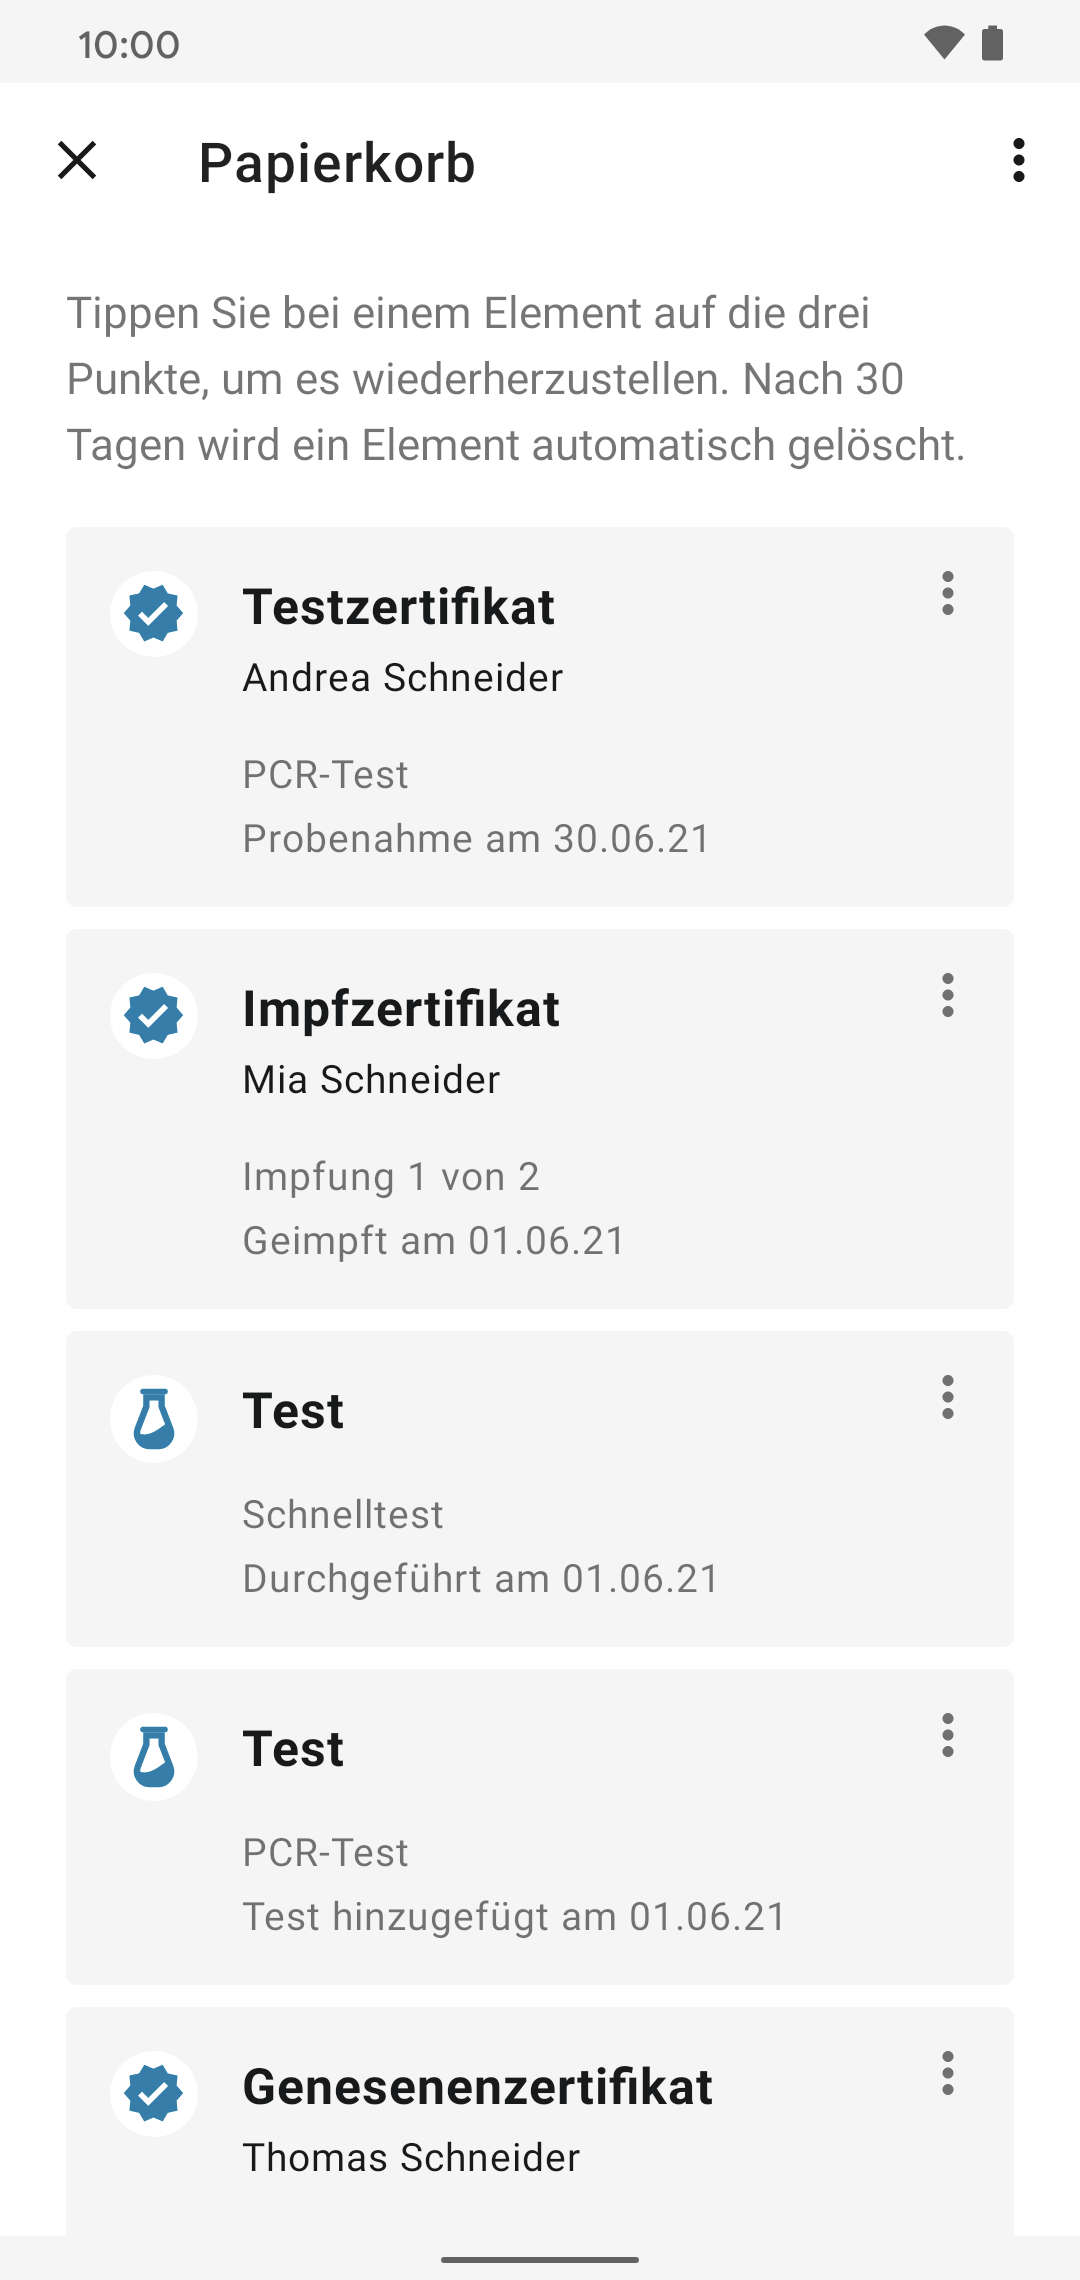 10:00
Papierkorb
Tippen Sie bei einem Element auf die drei
Punkte, um es wiederherzustellen. Nach 30
Tagen wird ein Element automatisch gelöscht.
Testzertifikat
Andrea Schneider
PCR-Test
Probenahme am 30.06.21
Impfzertifikat
Mia Schneider
Impfung 1 von 2
Geimpft am 01.06.21
Test
Schnelltest
Durchgeführt am 01.06.21
Test
PCR-Test
Test hinzugefügt am 01.06.21
Genesenenzertifikat
Thomas Schneider